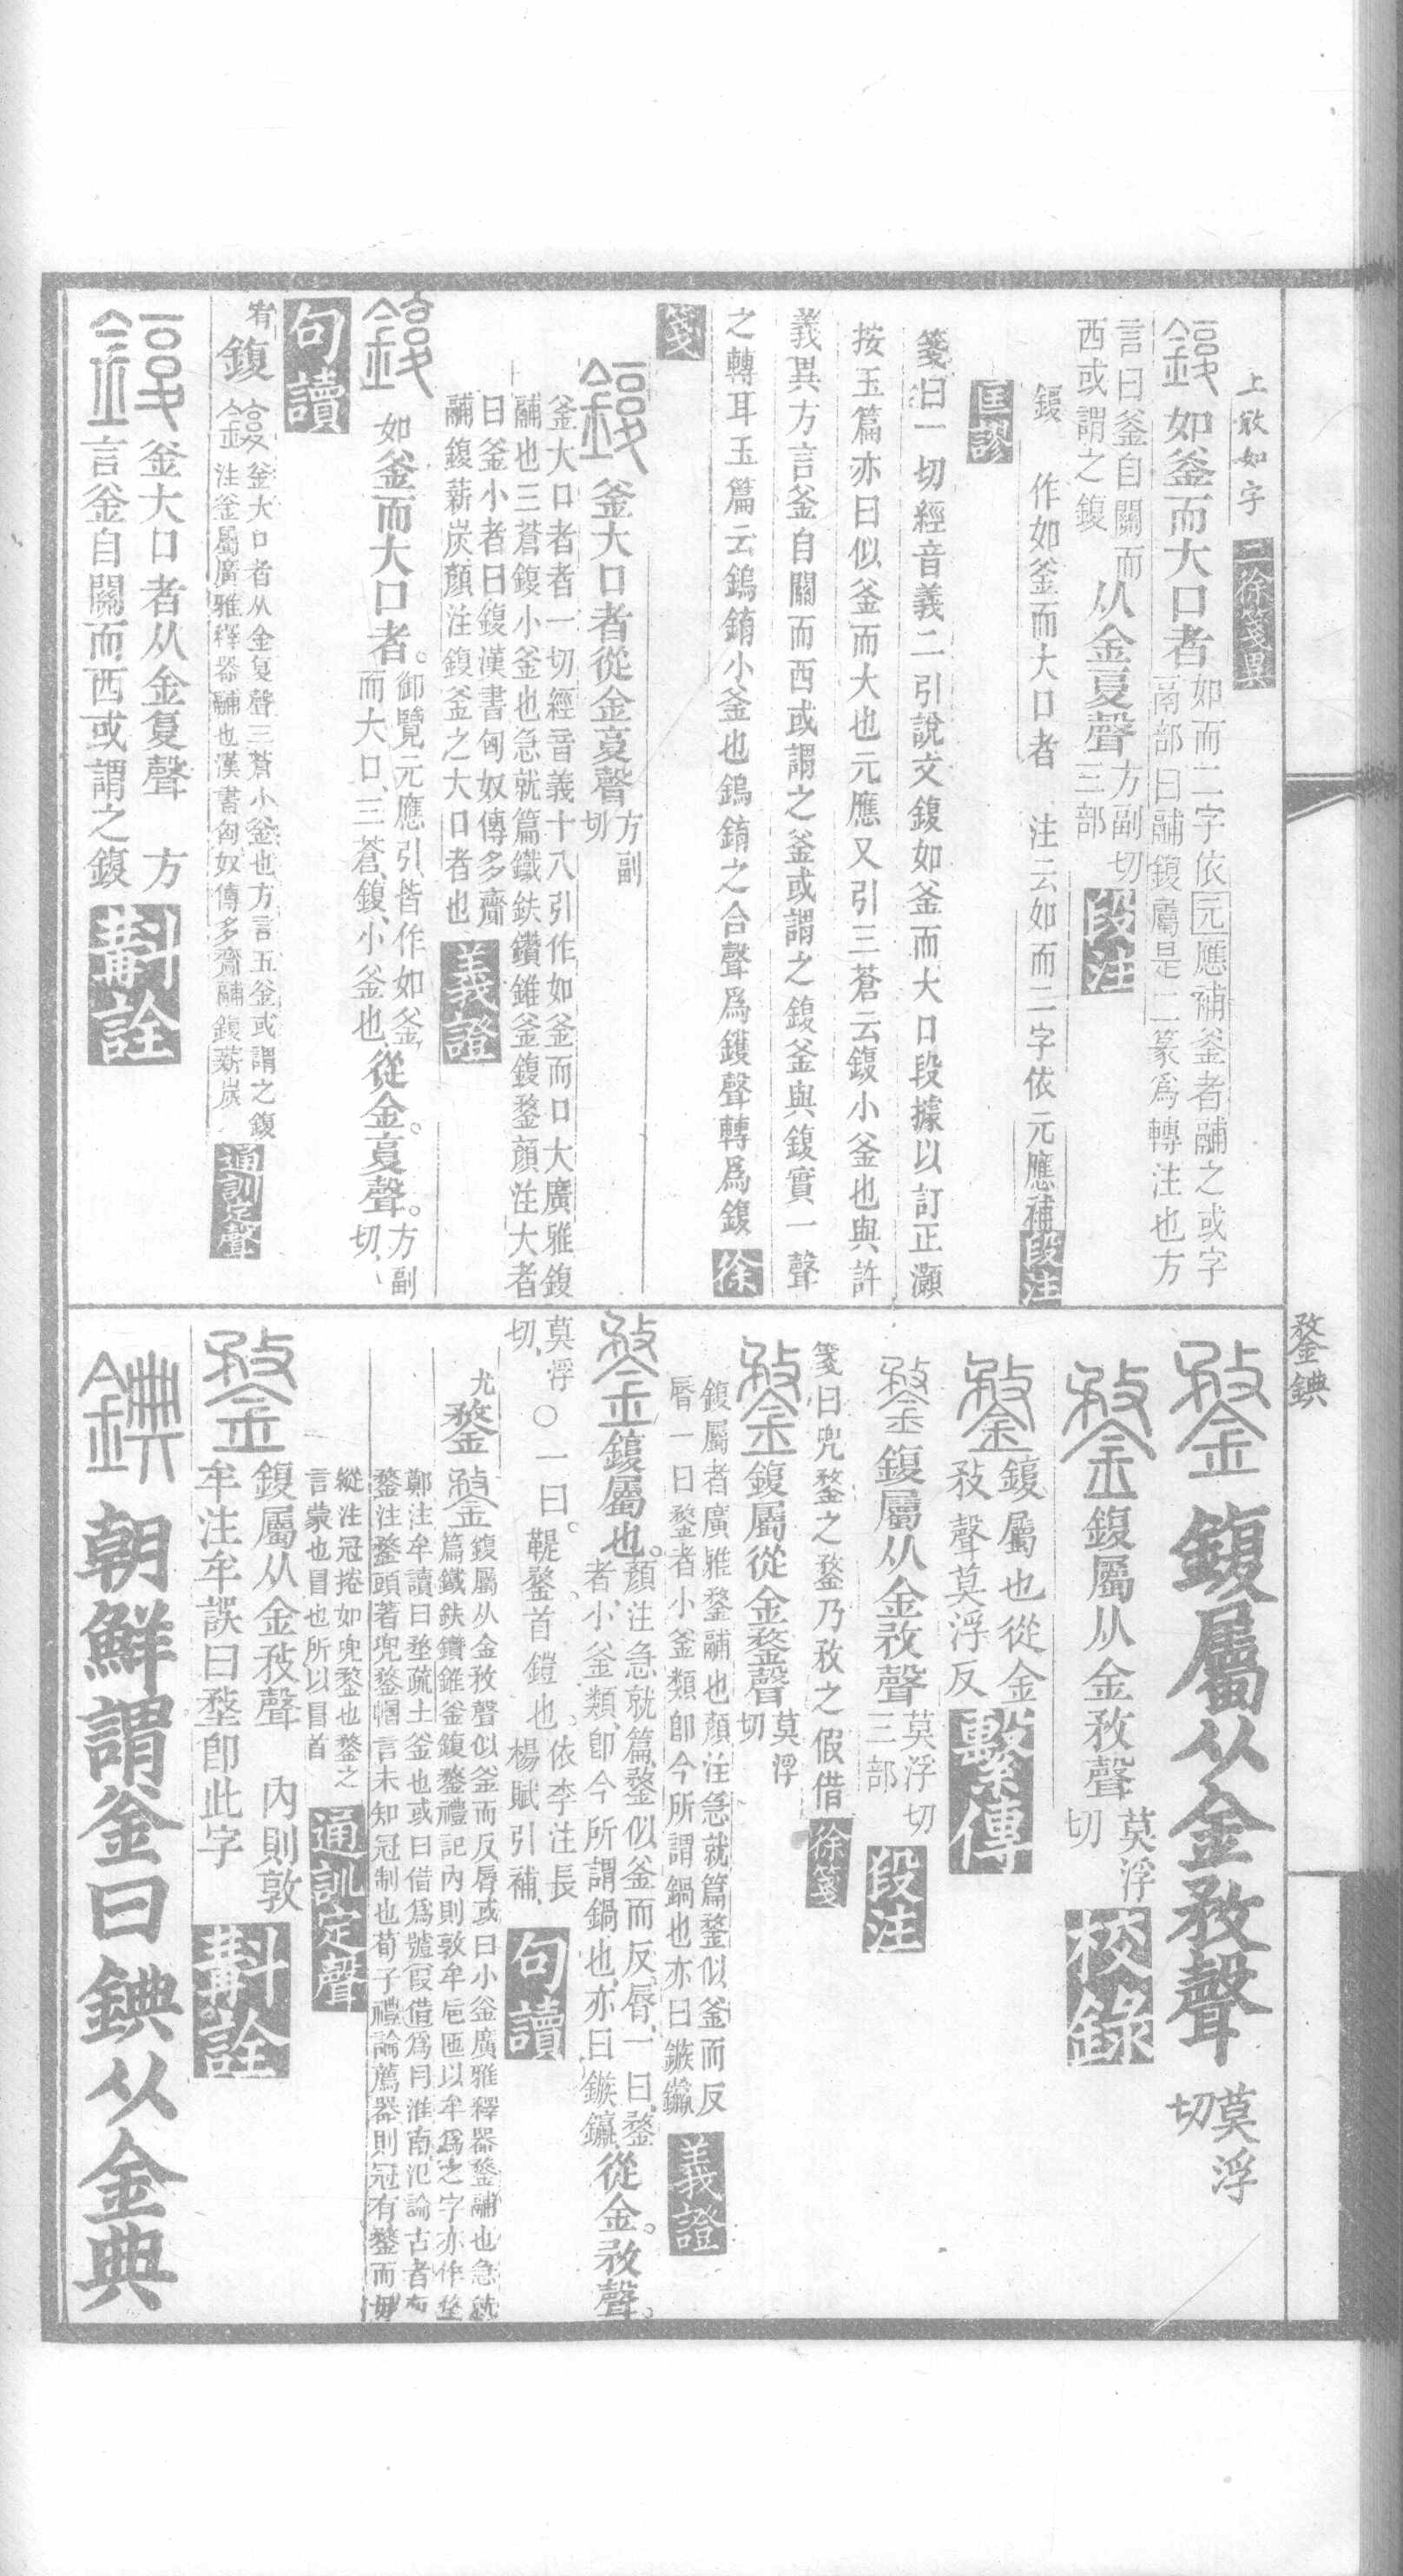 上敢如字 二徐箋異
鍑 如釜而大口者 如而二字依元應補釜者鬴之或字
鬲部曰鬴鍑屬是二篆爲轉注也方
言曰釜自關而
西或謂之鍑
从金复聲 方副切
三部 段注
鍑 作如釜而大口者 注云如而二字依元應補 段注
匡謬
箋曰一切經音義二引說文鍑如釜而大口段據以訂正灝
按玉篇亦曰似釜而大也元應又引三蒼云鍑小釜也與許
義異方言釜自關而西或謂之釜或謂之鍑釜與鍑實一聲
之轉耳玉篇云鎢錥小釜也鎢錥之合聲爲鑊聲轉爲鍑 徐
箋
鍑 釜大口者從金复聲 方副
切
釜大口者者一切經音義十八引作如釜而口大廣雅鍑
鬴也三蒼鍑小釜也急就篇鐵鈇鑽錐釜鍑鍪顏注大者
曰釜小者曰鍑漢書匈奴傳多齎
鬴鍑薪炭顏注鍑釜之大口者也 義證
鍑 如釜而大口者。御覽元應引、皆作如釜、
而大口、三蒼、鍑、小釜也、從金。复聲。方副
切、
句讀
宥 鍑 鍑 釜大口者从金复聲三蒼小釜也方言五釜或謂之鍑
注釜屬廣雅釋器鬴也漢書匈奴傳多齎鬴鍑薪炭 通訓定聲
鍑 釜大口者从金复聲 方
言釜自關而西或謂之鍑 斠詮
鍪鉷
鍪 鍑屬从金敄聲 莫浮
切
鍪 鍑屬从金敄聲 莫浮
切 校錄
鍪 鍑屬也從金
敄聲莫浮反 繫傳
鍪 鍑屬从金敄聲 莫浮切
三部 段注
箋曰兜鍪之鍪乃敄之假借 徐箋
鍪 鍑屬從金鍪聲 莫浮
切
鍑屬者廣雅鍪鬴也顏注急就篇鍪似釜而反
脣一曰鍪者小釜類卽今所謂鍋也亦曰鏃鑹 義證
鍪 鍑屬也。顏注急就篇、鍪似釜而反脣、一曰、鍪
者、小釜類、卽今所謂鍋也、亦曰鏃鑹、從金。敄聲。
莫浮
切、○一曰。鞮鍪首鎧也。依李注長
楊賦引補、 句讀
尤 鍪 鍪 鍑屬从金敄聲似釜而反脣或曰小釜廣雅釋器鍪鬴也急就
篇鐵鈇鑽錐釜鍑鍪禮記內則敦牟卮匜以牟爲之字亦作堥
鄭注牟讀曰堥疏土釜也或曰借爲㼜假借爲冃淮南氾論古者有
鍪注鍪頭著兜鍪帽言未知冠制也荀子禮論薦器則冠有鍪而毋
縰注冠捲如兜鍪也鍪之
言蒙也冒也所以冒首 通訓定聲
鍪 鍑屬从金敄聲 內則敦
牟注牟誤曰堥卽此字 斠詮
錪 朝鮮謂釜曰錪从金典